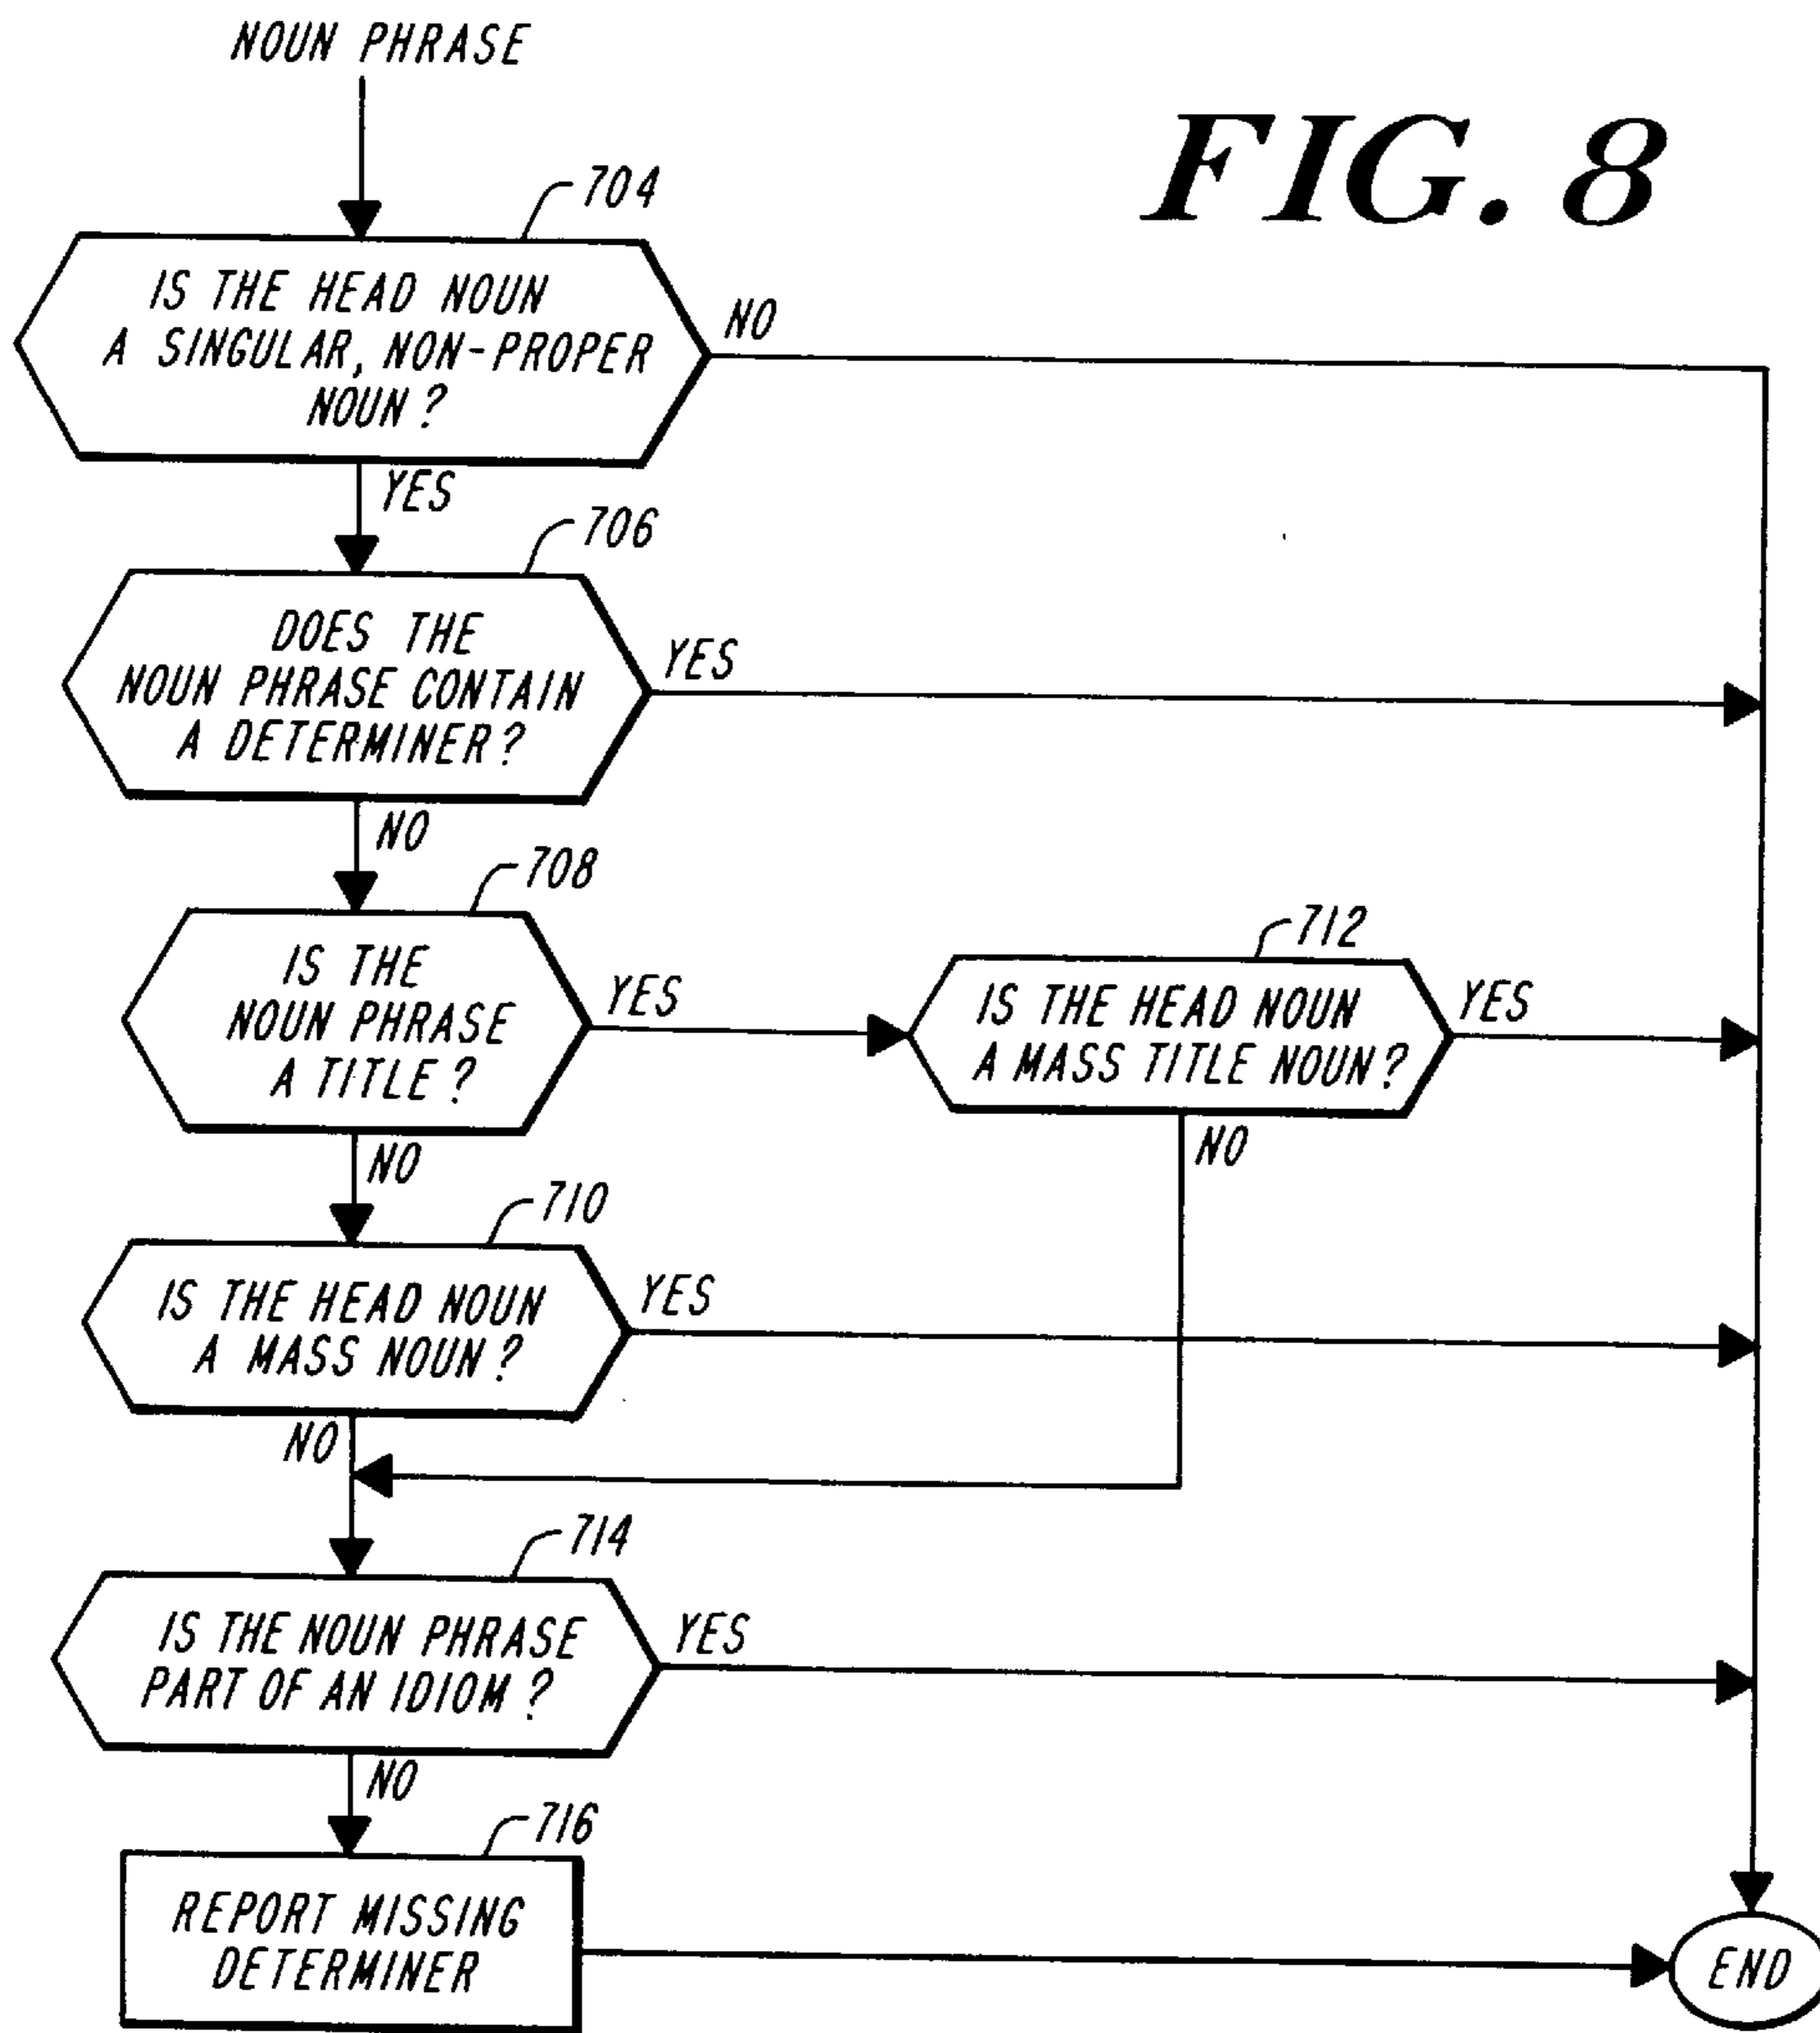 NOUN PHRASE
FIG. 8
704
IS THE HEAD NOUN
A SINGULAR, NON-PROPER
NOUN?
NO
YES
706
DOES THE
NOUN PHRASE CONTAIN
A DETERMINER?
YES
NO
708
IS THE
NOUN PHRASE
A TITLE?
YES
712
IS THE HEAD NOUN
A MASS TITLE NOUN?
YES
NO
NO
710
IS THE HEAD NOUN
A MASS NOUN?
YES
NO
714
IS THE NOUN PHRASE
PART OF AN IDIOM?
YES
NO
716
REPORT MISSING
DETERMINER
END